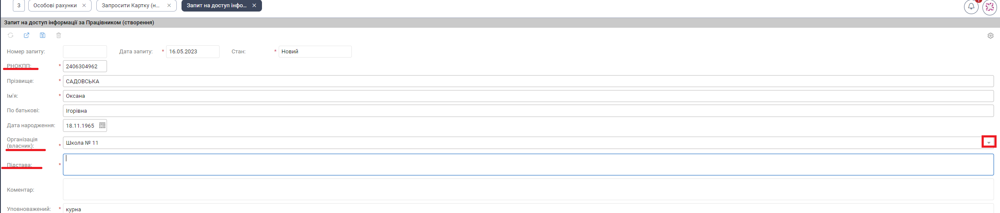 3 Особові рахунки Запросити Картку (н... Запит на доступ інфо... 1
Запит на доступ інформації за Працівником (створення)
Номер запиту: Дата запиту: * 16.05.2023 Стан: * Новий
РНОКПП: * 2406304962
Прізвище: * САДОВСЬКА
Ім'я: * Оксана
По батькові: Ігорівна
Дата народження: 18.11.1965
Організація
(власник): * Школа № 11
Підстава: *
Коментар:
Уповноважений: * курна